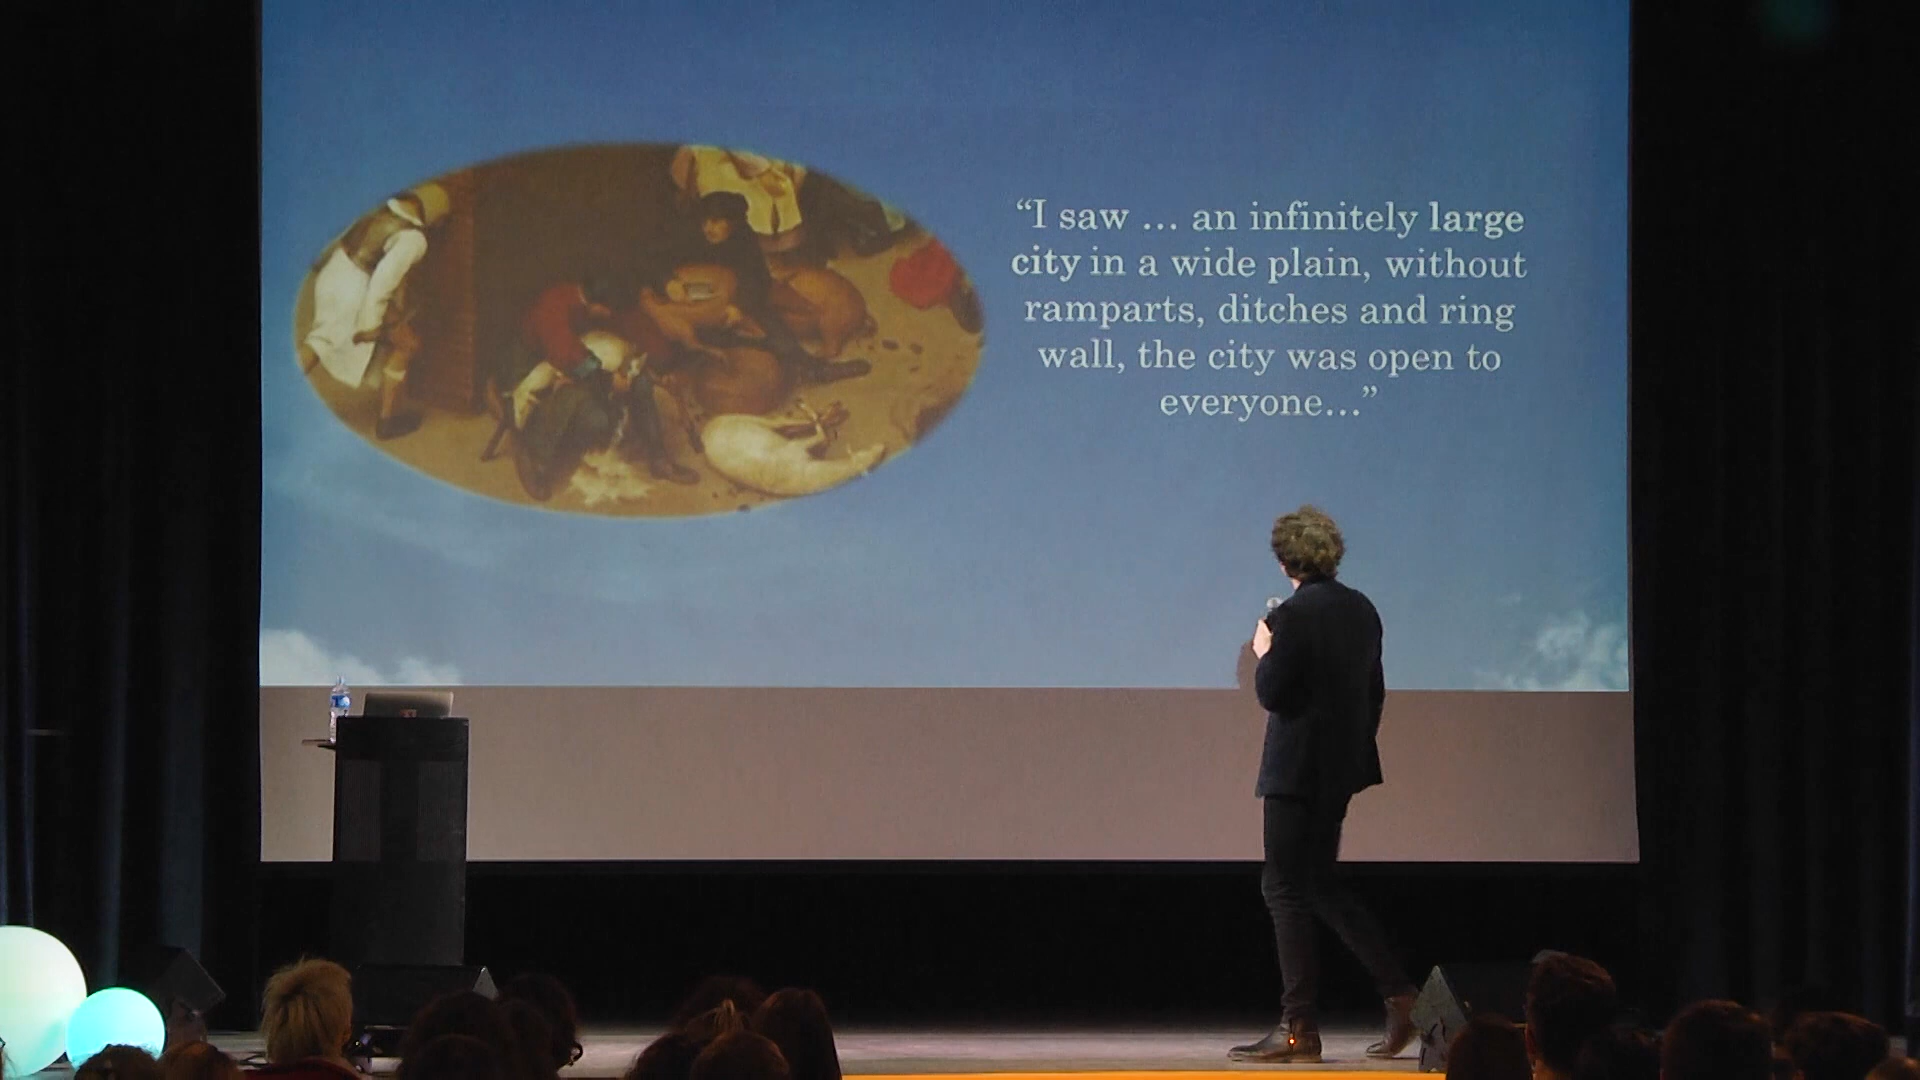 “I saw … an infinitely large
city in a wide plain, without
ramparts, ditches and ring
wall, the city was open to
everyone…”